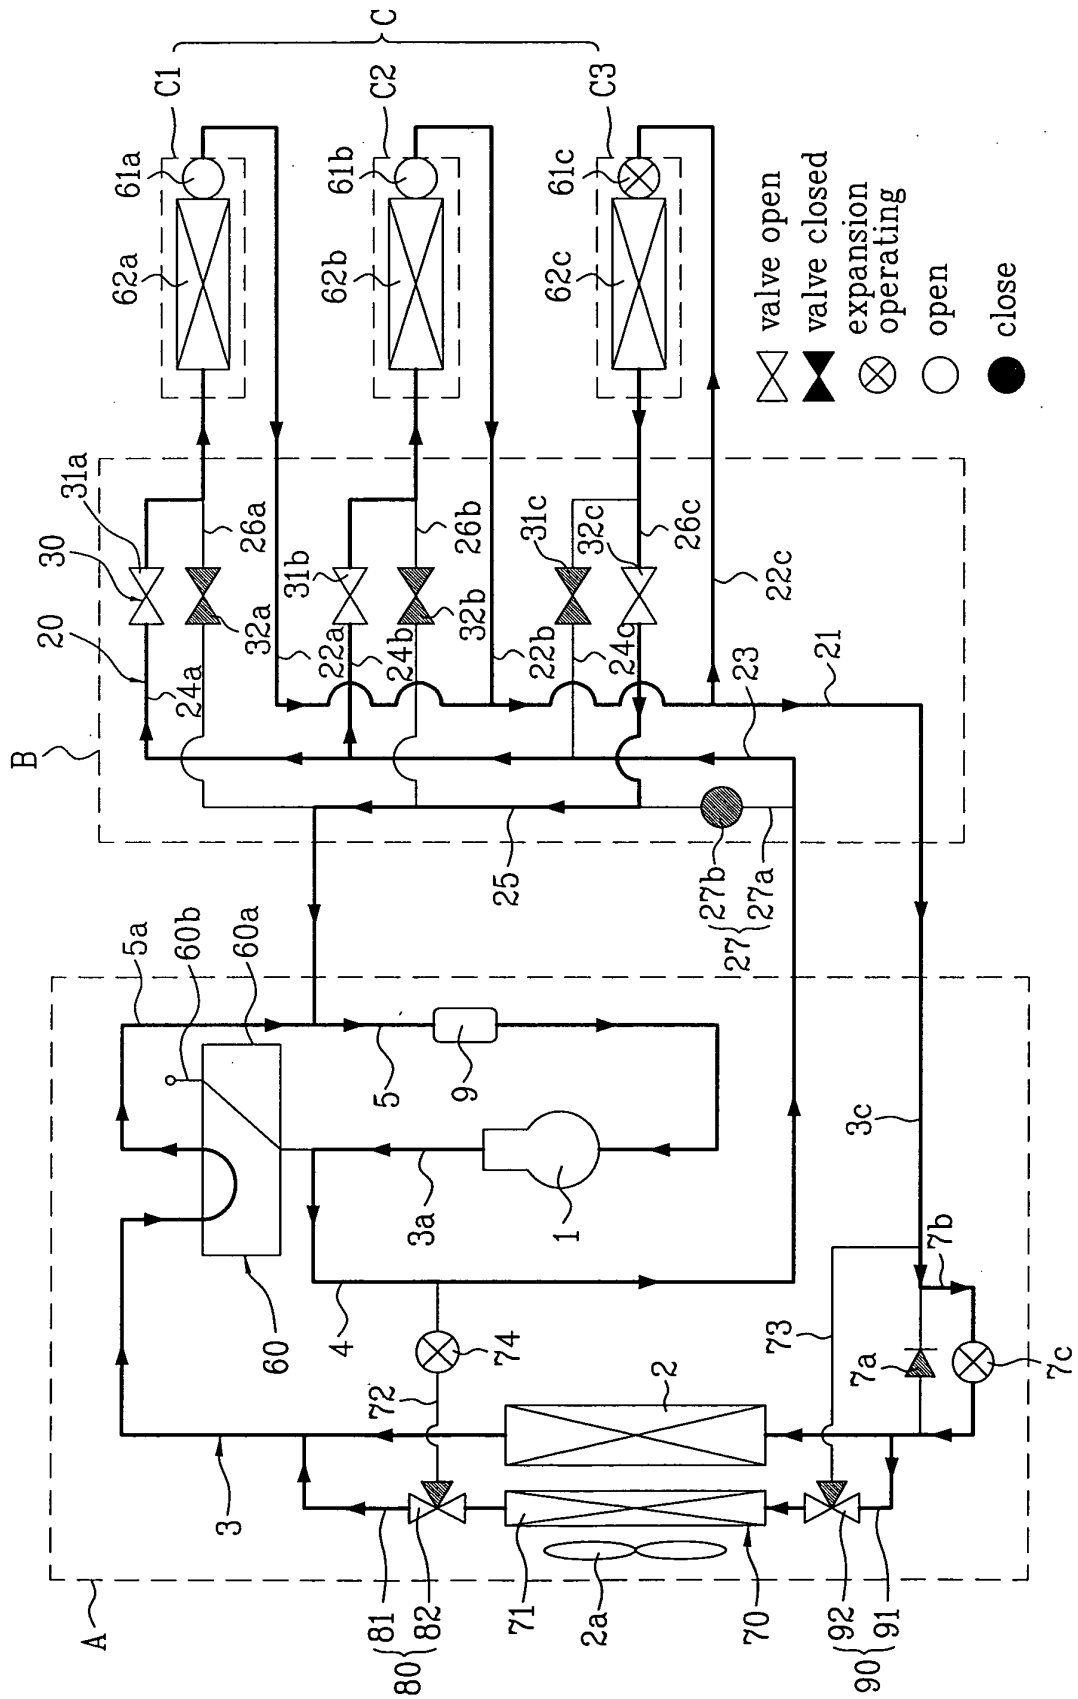 C
C1
C2
C3
61a
61b
61c
62a
62b
62c
valve open
valve closed
expansion
operating
open
close
B
20
30
31a
24a
26a
32a
22a
31b
24b
26b
32b
22b
31c
24c
32c
26c
22c
23
21
25
27b
27a
27
5a
60b
60a
5
9
3a
1
60
4
74
72
73
3c
7b
7a
7c
3
2
A
81
82
80
71
2a
70
92
91
90